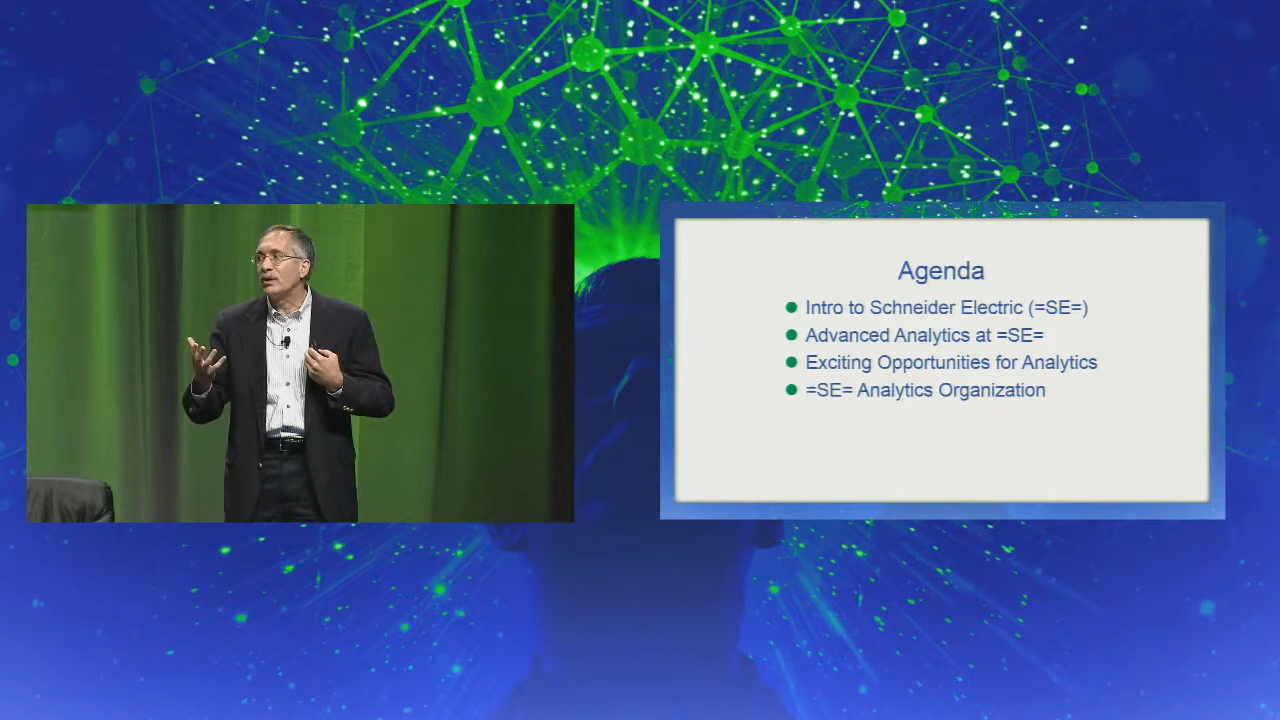 Agenda
Intro to Schneider Electric (=SE=)
Advanced Analytics at =SE=
Exciting Opportunities for Analytics
=SE= Analytics Organization